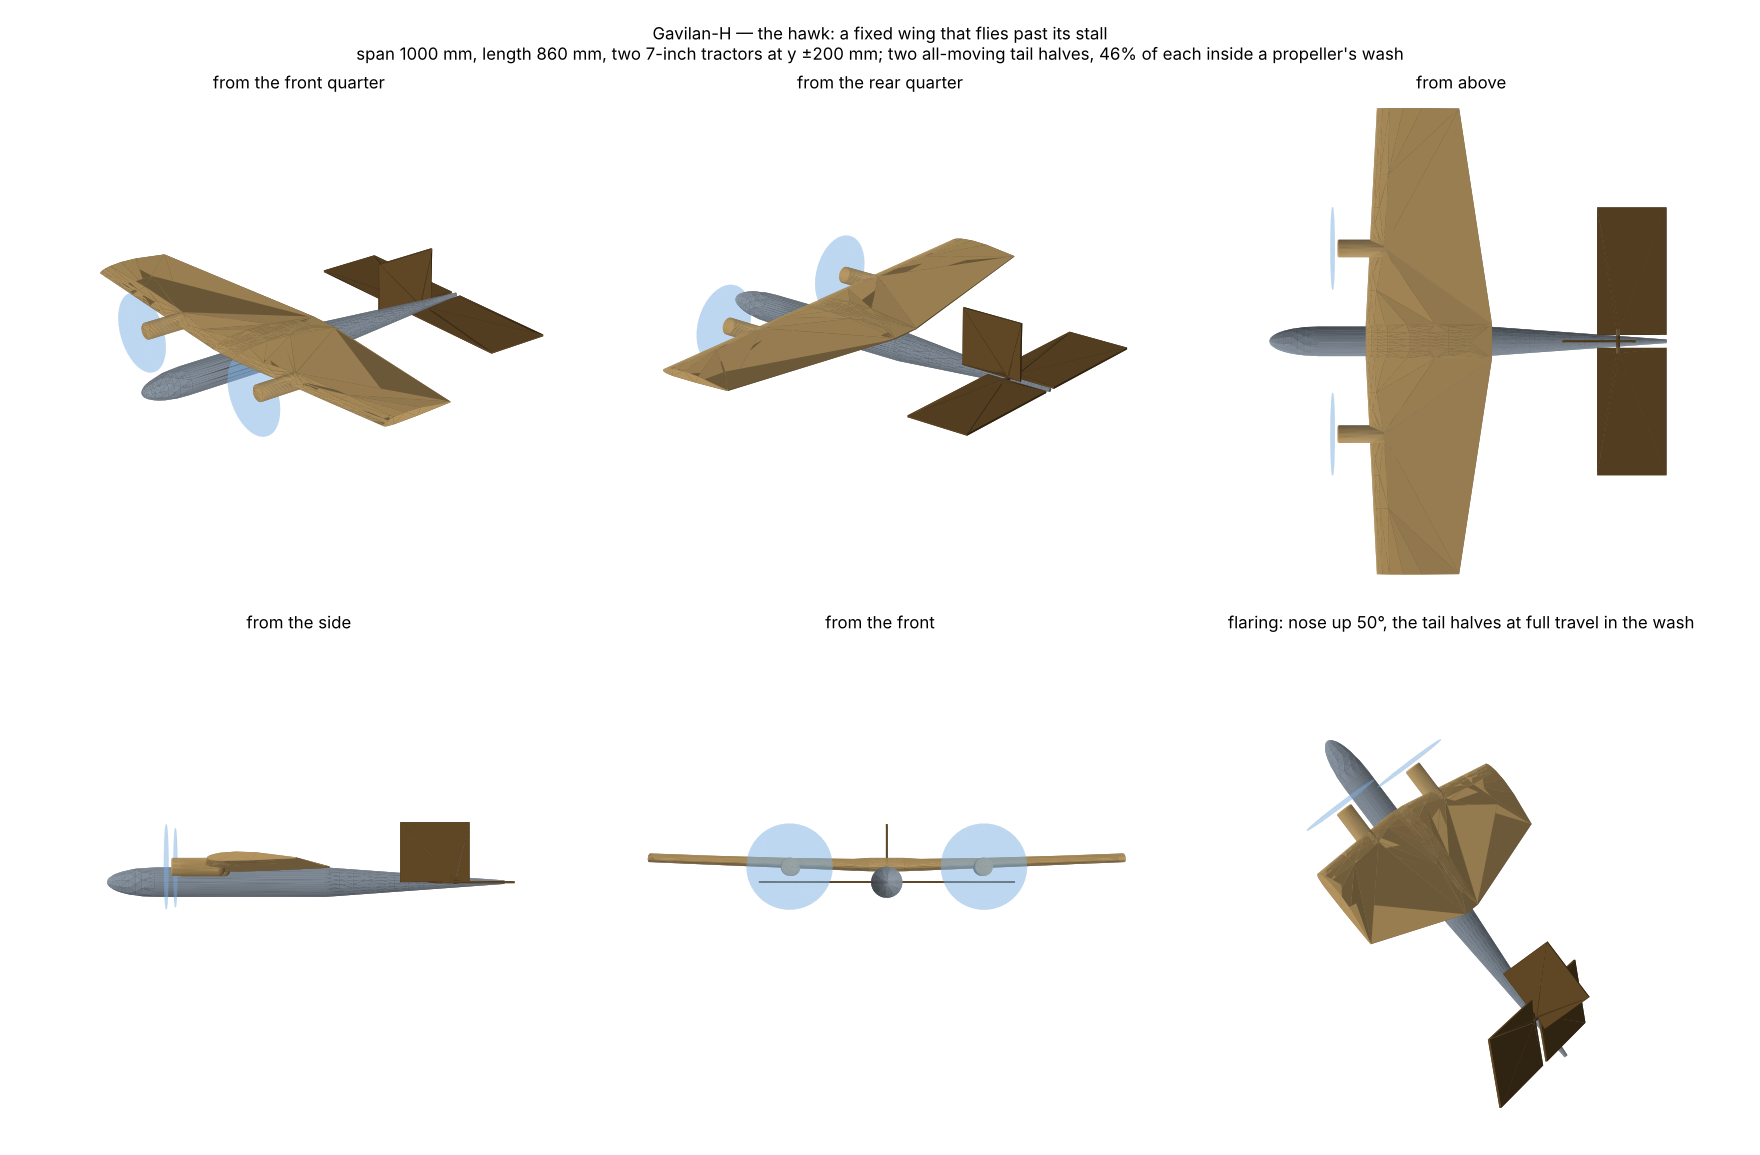 Gavilan-H — the hawk: a fixed wing that flies past its stall
span 1000 mm, length 860 mm, two 7-inch tractors at y ±200 mm; two all-moving tail halves, 46% of each inside a propeller's wash
from the front quarter
from the rear quarter
from above
from the side
from the front
flaring: nose up 50°, the tail halves at full travel in the wash